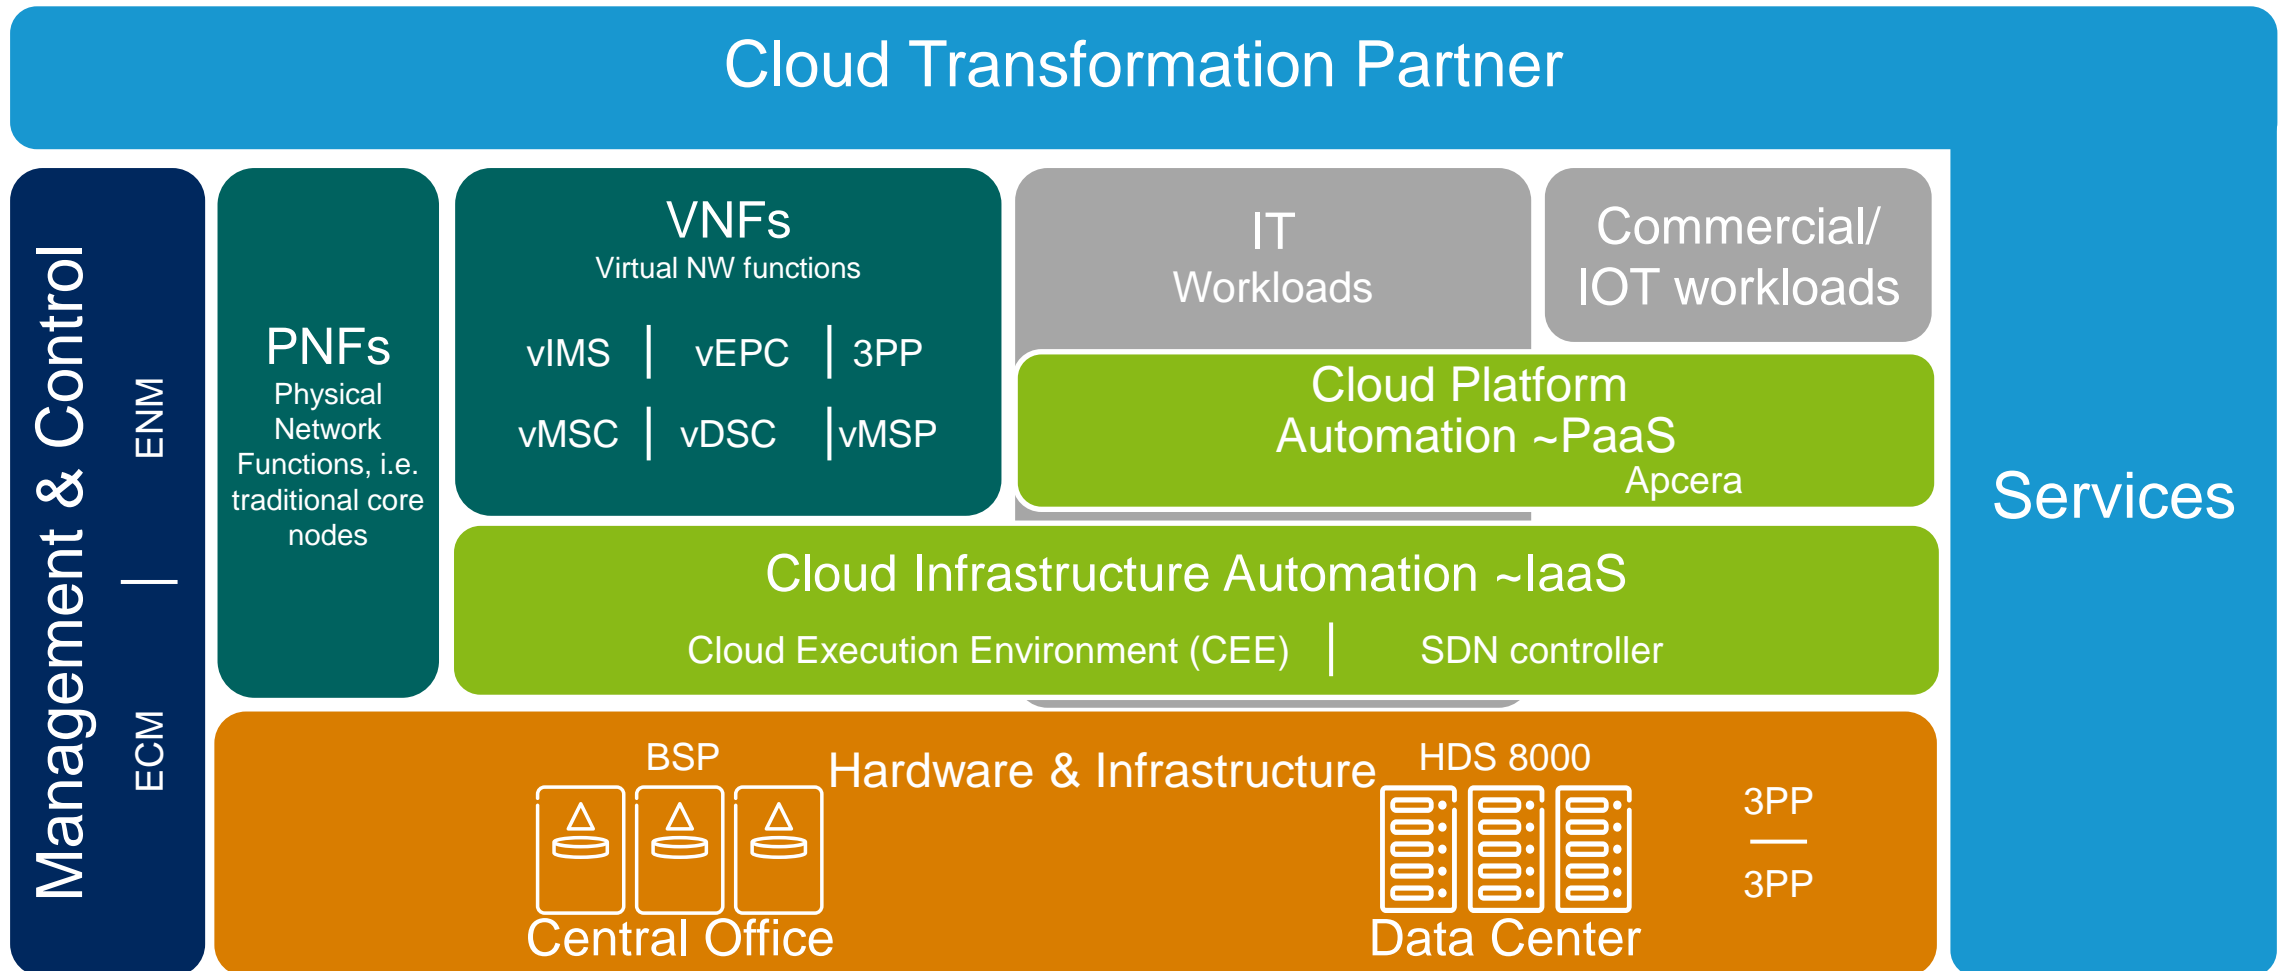 Cloud Transformation Partner
Management & Control
ENM
ECM
PNFs
Physical
Network
Functions, i.e.
traditional core
nodes
VNFs
Virtual NW functions
vIMS | vEPC | 3PP
vMSC | vDSC | vMSP
IT
Workloads
Commercial/
IOT workloads
Cloud Platform
Automation ~PaaS
Apcera
Cloud Infrastructure Automation ~IaaS
Cloud Execution Environment (CEE) | SDN controller
Services
Hardware & Infrastructure
BSP
Central Office
HDS 8000
Data Center
3PP
3PP